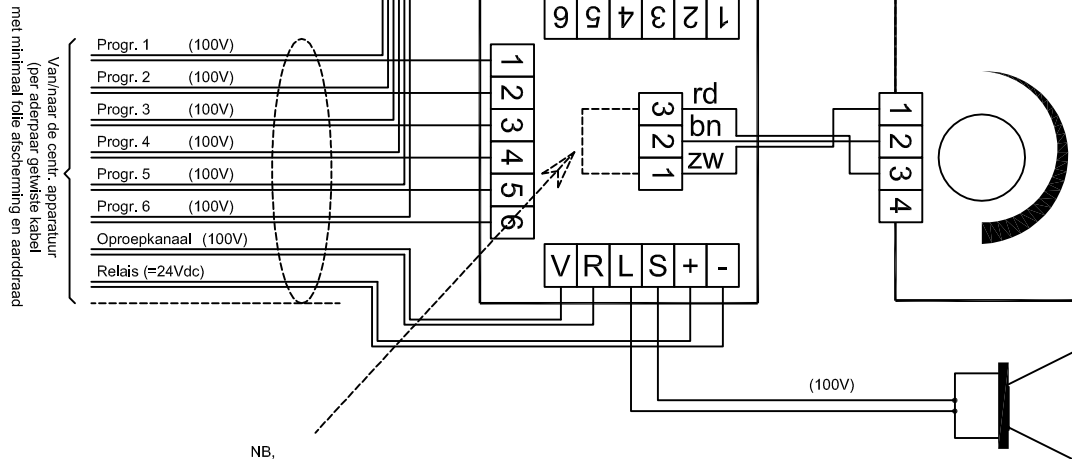 6 5 4 3 2 1
Van/naar de centr. apparatuur
(per aderpaar getwiste kabel
met minimaal folie afscherming en aarddraad
Progr. 1 (100V)
Progr. 2 (100V)
Progr. 3 (100V)
Progr. 4 (100V)
Progr. 5 (100V)
Progr. 6 (100V)
Oproepkanaal (100V)
Relais (=24Vdc)
1
2
3
4
5
6
3 rd
2 bn
1 zw
1
2
3
4
V R L S + -
(100V)
NB,